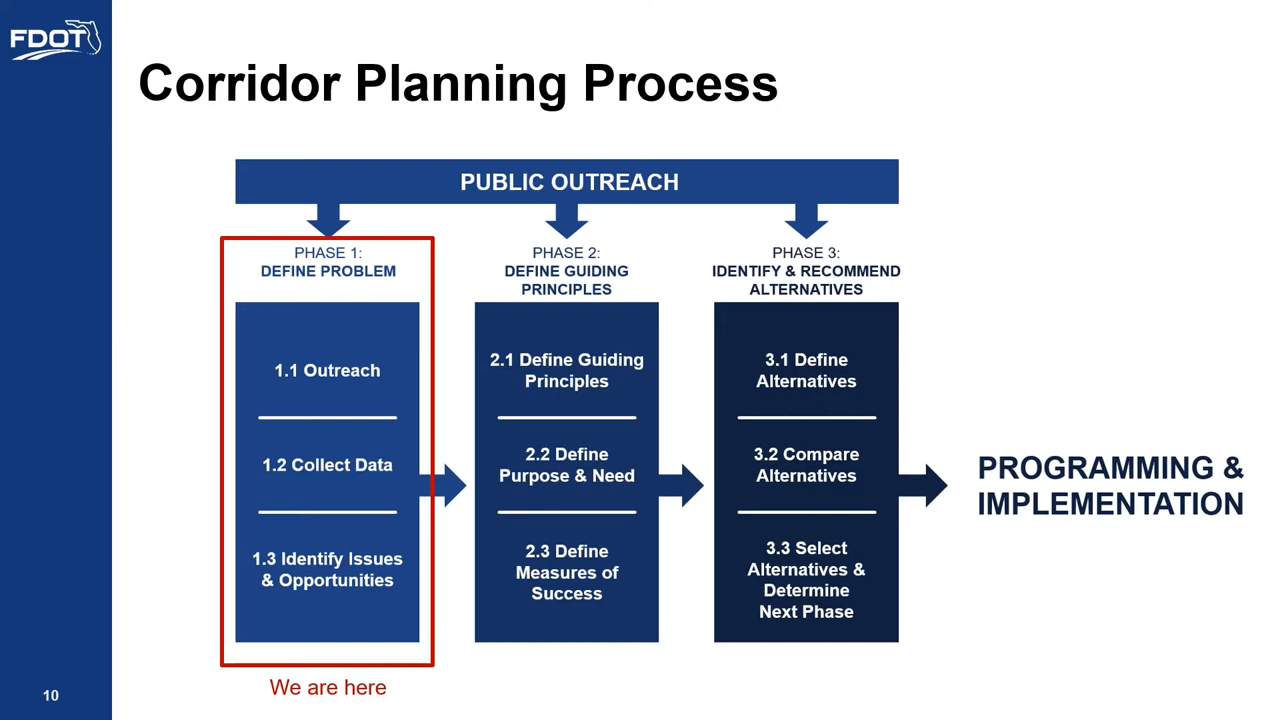 FDOT
Corridor Planning Process
PUBLIC OUTREACH
PHASE 1:
DEFINE PROBLEM
1.1 Outreach
1.2 Collect Data
1.3 Identify Issues
& Opportunities
We are here
PHASE 2:
DEFINE GUIDING
PRINCIPLES
2.1 Define Guiding
Principles
2.2 Define
Purpose & Need
2.3 Define
Measures of
Success
PHASE 3:
IDENTIFY & RECOMMEND
ALTERNATIVES
3.1 Define
Alternatives
3.2 Compare
Alternatives
3.3 Select
Alternatives &
Determine
Next Phase
PROGRAMMING &
IMPLEMENTATION
10